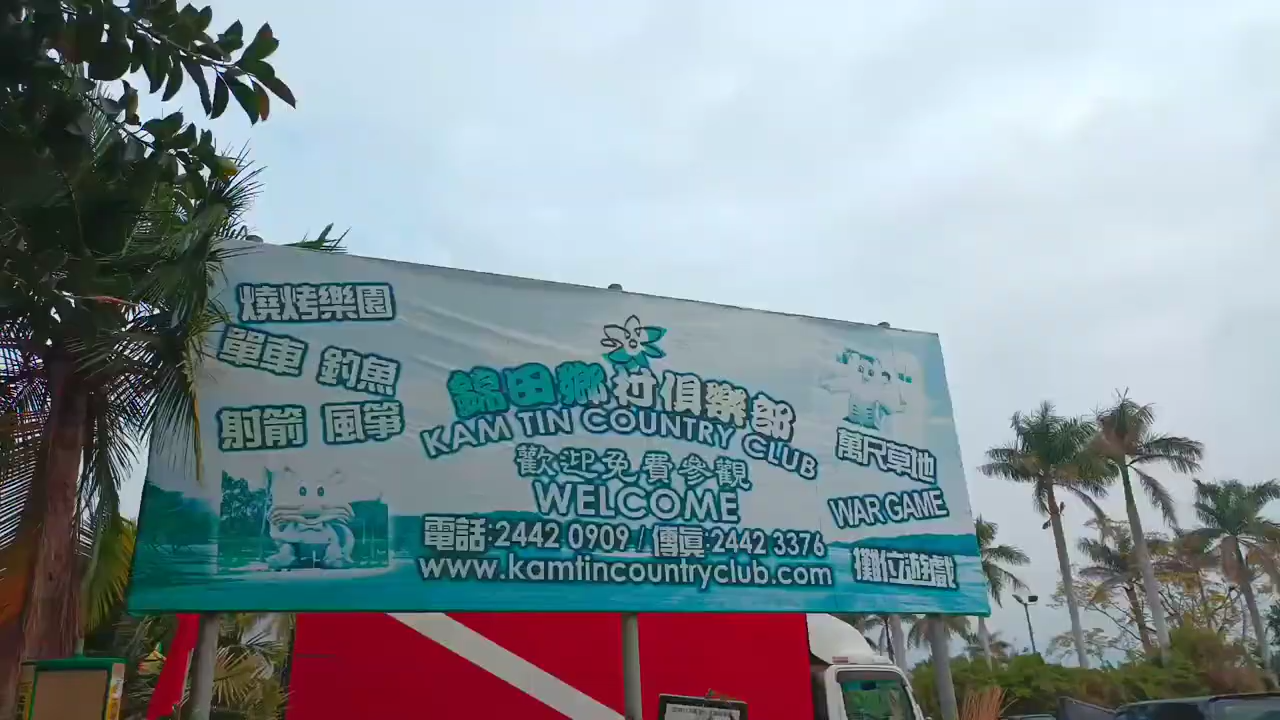 燒烤樂園
單車 釣魚
射箭 風箏
錦田鄉村俱樂部
KAM TIN COUNTRY CLUB
歡迎免費參觀
WELCOME
電話:2442 0909 / 傳真:2442 3376
www.kamtincountryclub.com
萬尺草地
WAR GAME
攤位遊戲